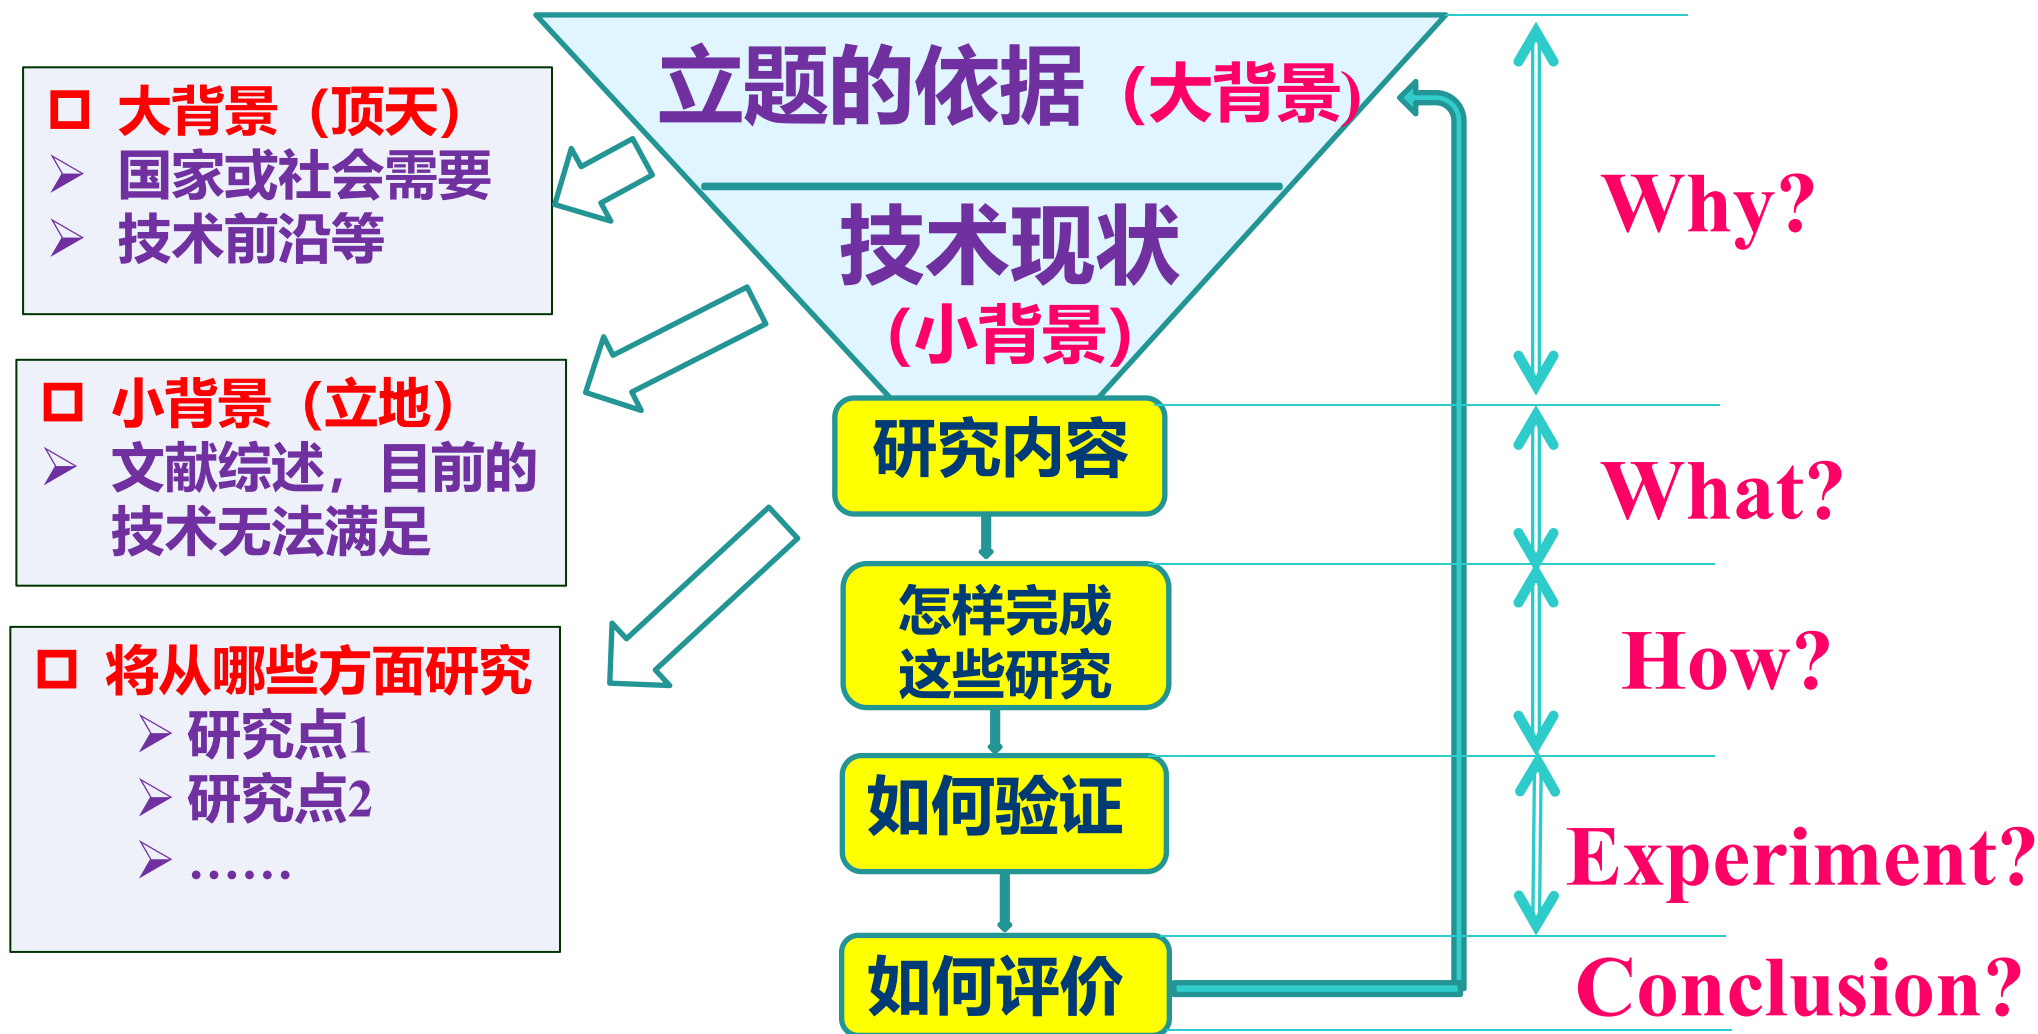 立题的依据（大背景）
技术现状
（小背景）
大背景（顶天）
国家或社会需要
技术前沿等
小背景（立地）
文献综述，目前的
技术无法满足
将从哪些方面研究
研究点1
研究点2
……
研究内容
怎样完成
这些研究
如何验证
如何评价
Why?
What?
How?
Experiment?
Conclusion?